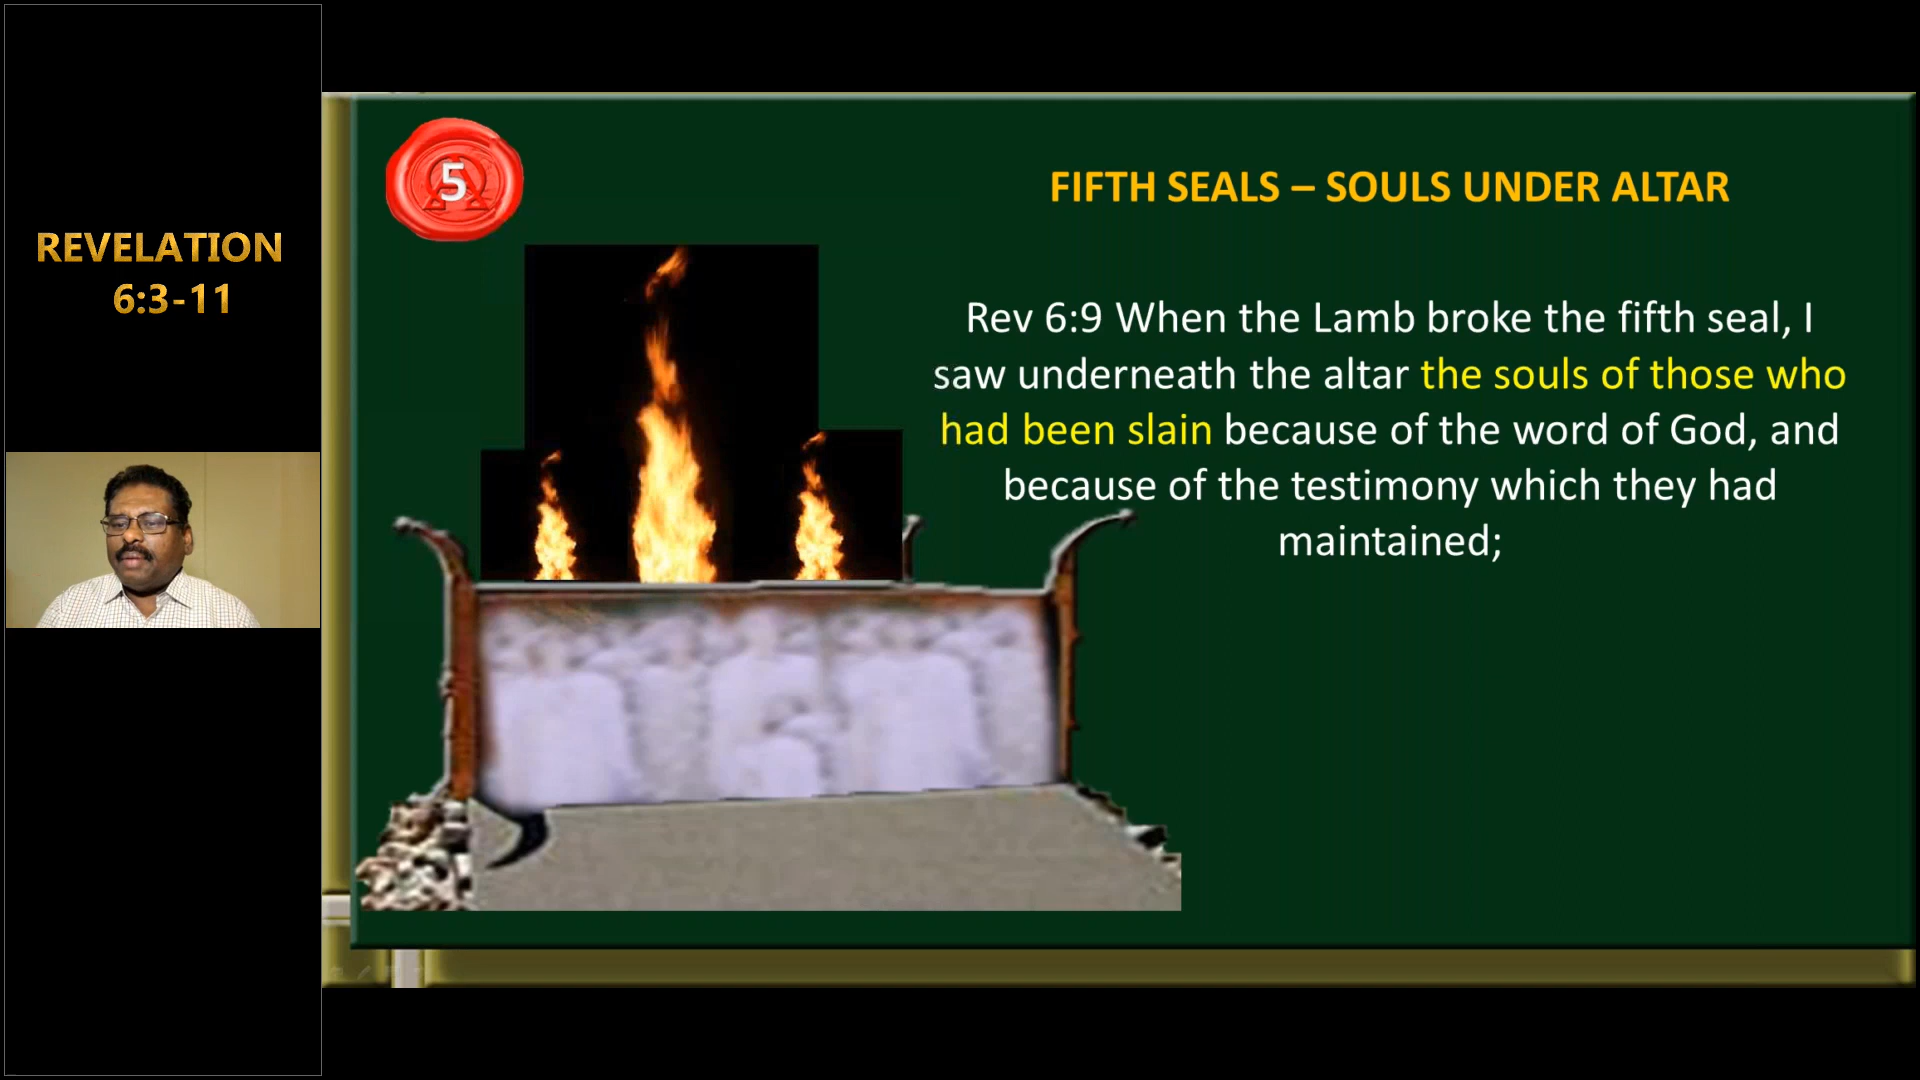 REVELATION
6:3-11
5
FIFTH SEALS – SOULS UNDER ALTAR
Rev 6:9 When the Lamb broke the fifth seal, I
saw underneath the altar the souls of those who
had been slain because of the word of God, and
because of the testimony which they had
maintained;